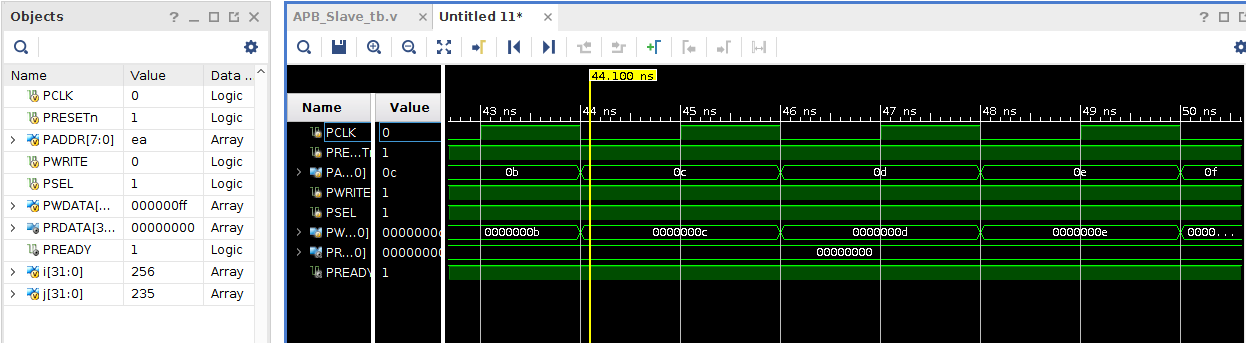 Objects
Name Value Data ..
PCLK 0 Logic
PRESETn 1 Logic
PADDR[7:0] ea Array
PWRITE 0 Logic
PSEL 1 Logic
PWDATA[... 000000ff Array
PRDATA[3... 00000000 Array
PREADY 1 Logic
i[31:0] 256 Array
j[31:0] 235 Array
APB_Slave_tb.v Untitled 11*
44.100 ns
Name Value
43 ns 44 ns 45 ns 46 ns 47 ns 48 ns 49 ns 50 ns
PCLK 0
PRE...Tn 1
PA...0] 0c 0b 0c 0d 0e 0f
PWRITE 1
PSEL 1
PW...0] 0000000c 0000000b 0000000c 0000000d 0000000e 0000...
PR...0] 00000000 00000000
PREADY 1